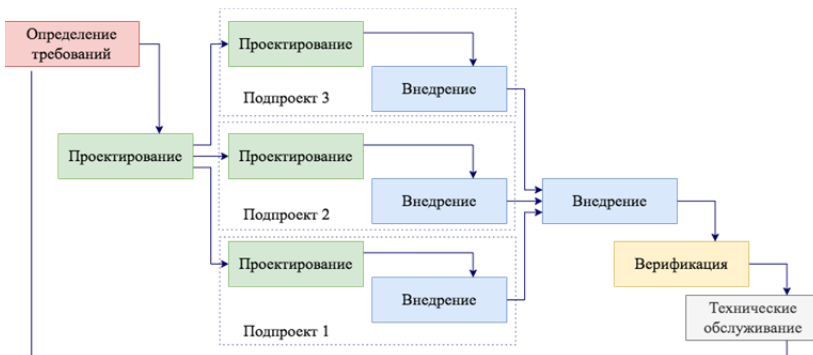 Определение
требований
Проектирование
Внедрение
Подпроект 3
Проектирование
Проектирование
Внедрение
Подпроект 2
Внедрение
Проектирование
Внедрение
Подпроект 1
Верификация
Технические
обслуживание